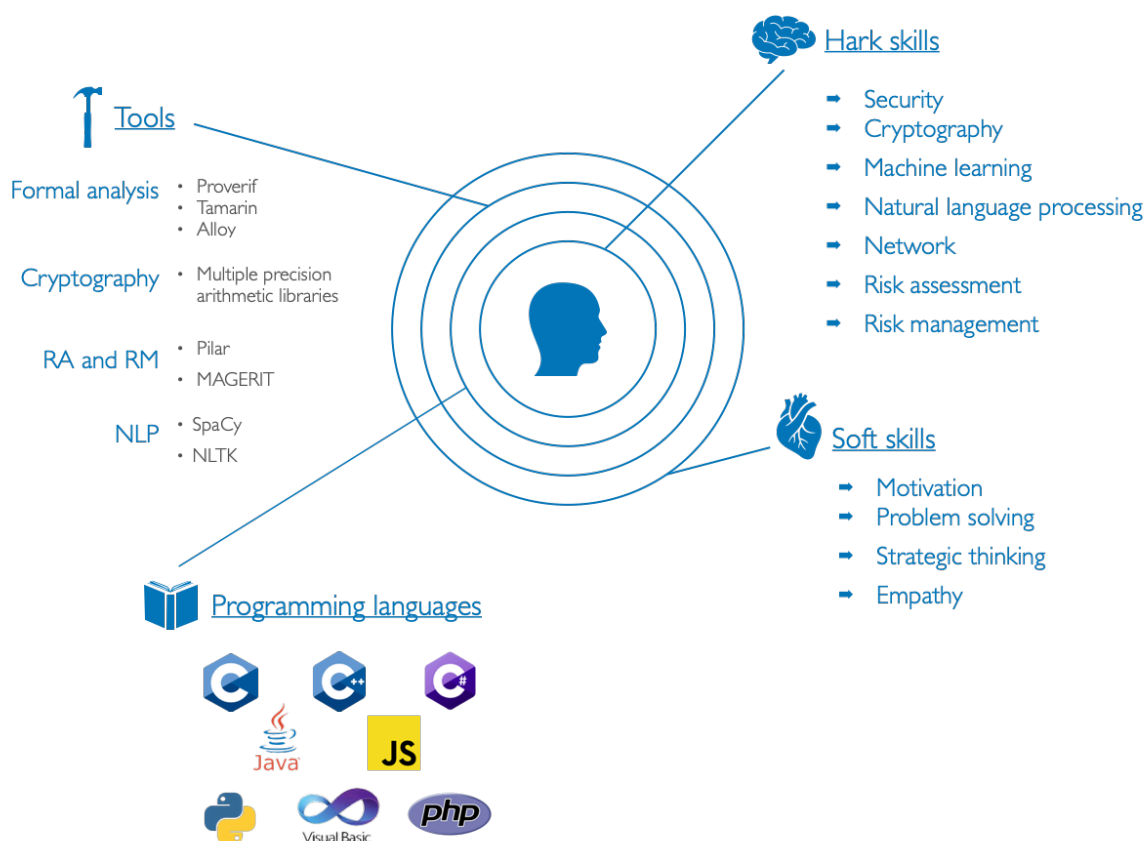 Hark skills
Security
Cryptography
Machine learning
Natural language processing
Network
Risk assessment
Risk management
Tools
Formal analysis
Proverif
Tamarin
Alloy
Cryptography
Multiple precision
arithmetic libraries
RA and RM
Pilar
MAGERIT
NLP
SpaCy
NLTK
Soft skills
Motivation
Problem solving
Strategic thinking
Empathy
Programming languages
C
C++
C#
Java
JS
Visual Basic
php